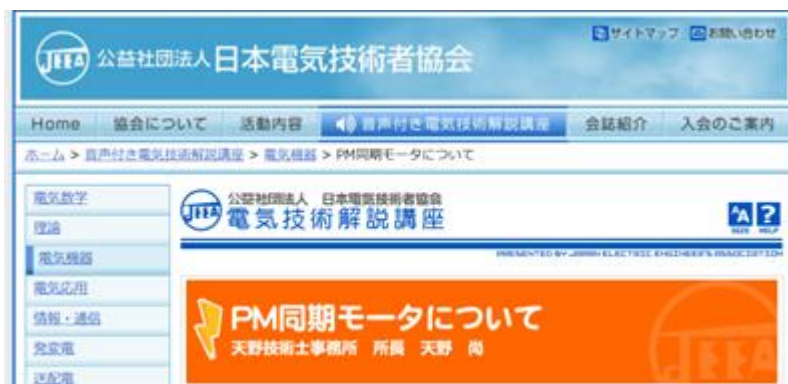 サイトマップ お問い合わせ
JEEA 公益社団法人日本電気技術者協会
Home 協会について 活動内容 音声付き電気技術解説講座 会誌紹介 入会のご案内
ホーム > 音声付き電気技術解説講座 > 電気機器 > PM同期モータについて
電気数学
理論
電気機器
電気応用
情報・通信
発変電
送配電
JEEA 公益社団法人 日本電気技術者協会
電気技術解説講座
A ?
SIZE HELP
PRESENTED BY JAPAN ELECTRIC ENGINEER'S ASSOCIATION
PM同期モータについて
天野技術士事務所 所長 天野 尚
JEEA